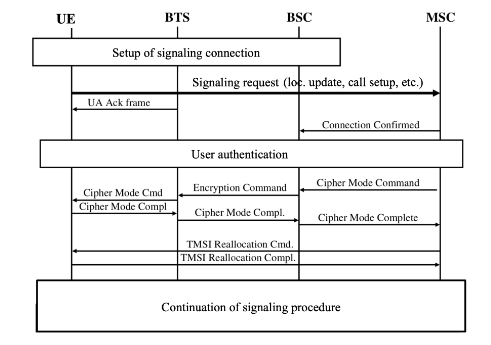 UE BTS BSC MSC
Setup of signaling connection
Signaling request (loc. update, call setup, etc.)
UA Ack frame
Connection Confirmed
User authentication
Cipher Mode Command
Encryption Command
Cipher Mode Cmd
Cipher Mode Compl
Cipher Mode Compl.
Cipher Mode Complete
TMSI Reallocation Cmd.
TMSI Reallocation Compl.
Continuation of signaling procedure